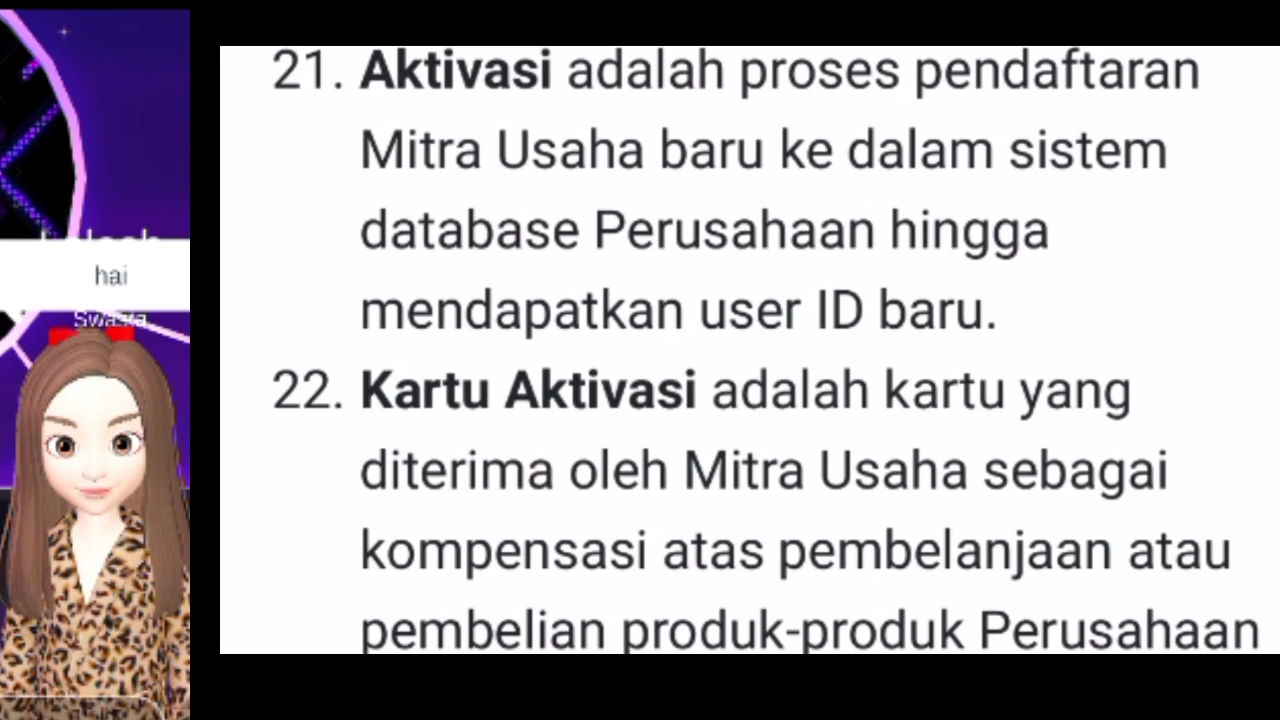 hai
Swastra
21. Aktivasi adalah proses pendaftaran
Mitra Usaha baru ke dalam sistem
database Perusahaan hingga
mendapatkan user ID baru.
22. Kartu Aktivasi adalah kartu yang
diterima oleh Mitra Usaha sebagai
kompensasi atas pembelanjaan atau
pembelian produk-produk Perusahaan